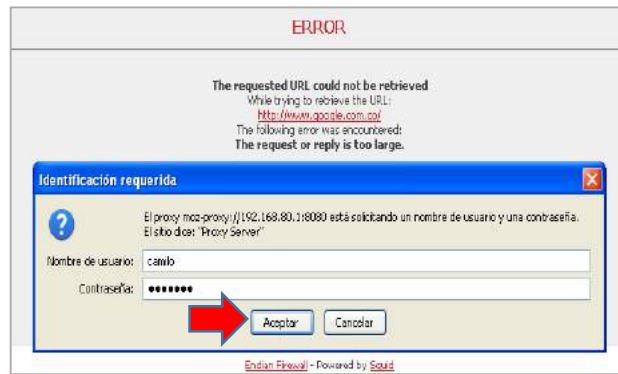 ERROR
The requested URL could not be retrieved
While trying to retrieve the URL:
http://www.google.com.co/
The following error was encountered:
The request or reply is too large.
Identificación requerida
El proxy moz-proxy://192.168.80.1:8080 está solicitando un nombre de usuario y una contraseña.
El sitio dice: "Proxy Server"
Nombre de usuario: camilo
Contraseña: •••••••
Aceptar Cancelar
Endian Firewall - Powered by Squid